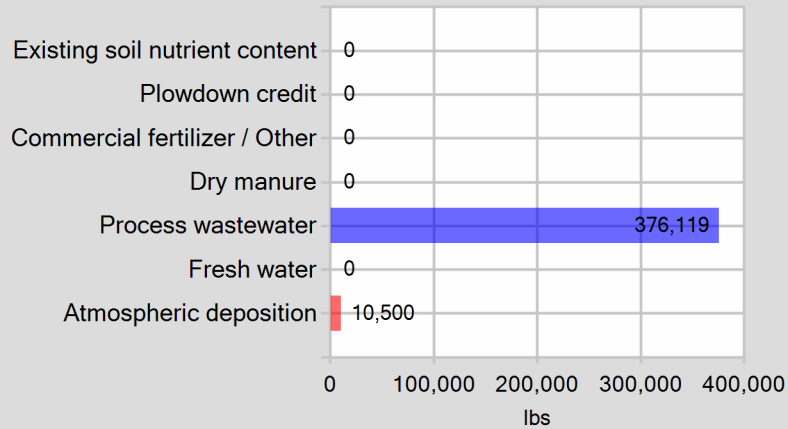 Existing soil nutrient content 0
Plowdown credit 0
Commercial fertilizer / Other 0
Dry manure 0
Process wastewater 376,119
Fresh water 0
Atmospheric deposition 10,500
0 100,000 200,000 300,000 400,000
lbs